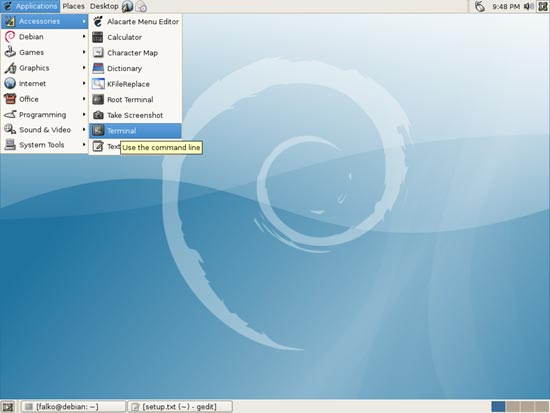 Applications Places Desktop 9:48 PM
Accessories
Debian
Games
Graphics
Internet
Office
Programming
Sound & Video
System Tools
Alacarte Menu Editor
Calculator
Character Map
Dictionary
KFileReplace
Root Terminal
Take Screenshot
Terminal
Text
Use the command line
[falko@debian: ~] [setup.txt (~) - gedit]